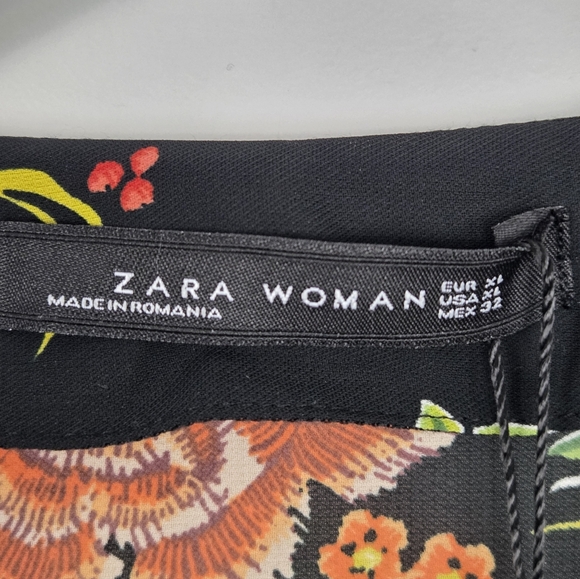 ZARA WOMAN
MADE IN ROMANIA
EUR XL
USA XL
MEX 32